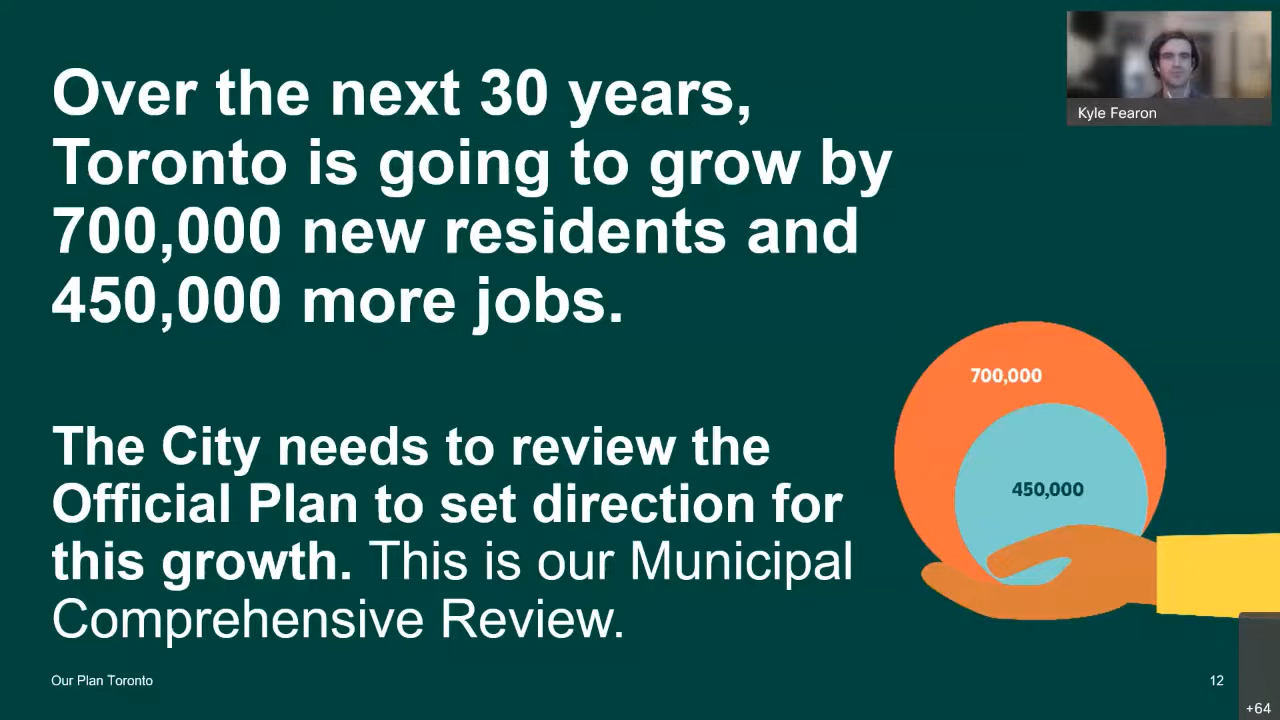 Over the next 30 years,
Toronto is going to grow by
700,000 new residents and
450,000 more jobs.
The City needs to review the
Official Plan to set direction for
this growth. This is our Municipal
Comprehensive Review.
700,000
450,000
Kyle Fearon
Our Plan Toronto
12
+64